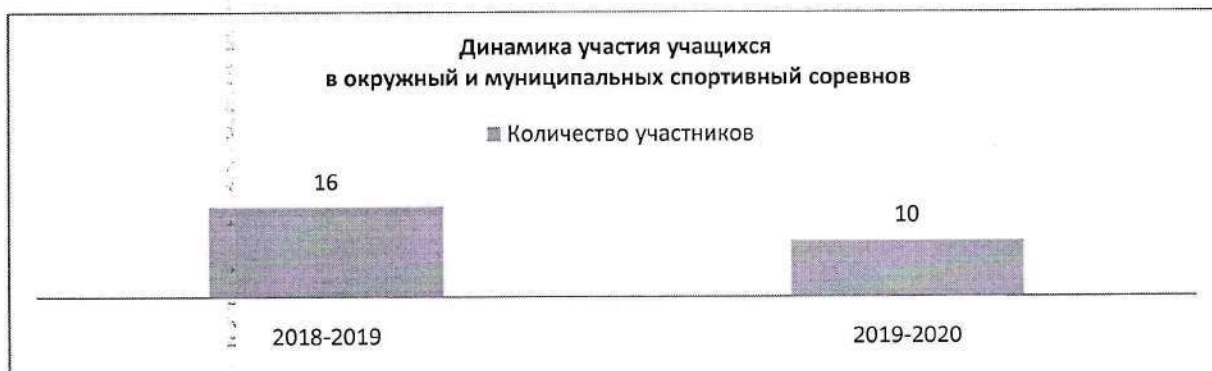 Динамика участия учащихся
в окружный и муниципальных спортивный соревнов
Количество участников
16
10
2018-2019
2019-2020